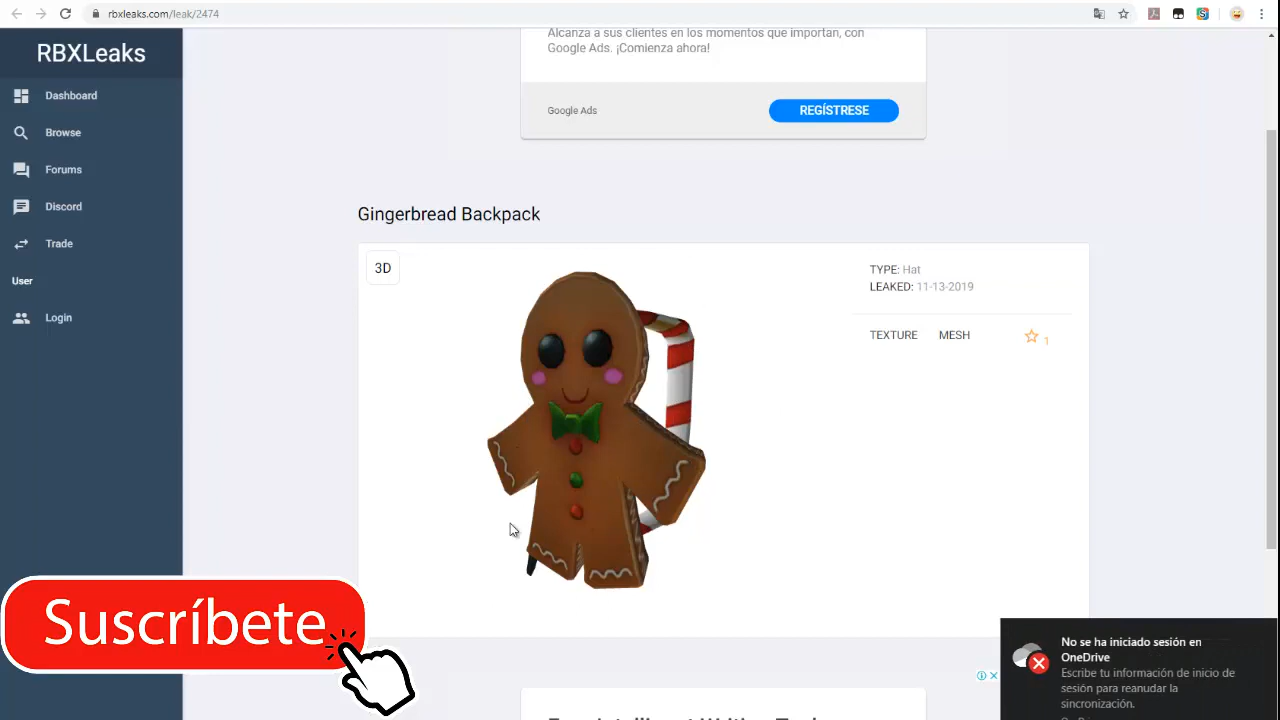 rbxleaks.com/leak/2474
RBXLeaks
Dashboard
Browse
Forums
Discord
Trade
User
Login
Alcanza a sus clientes en los momentos que importan, con
Google Ads. ¡Comienza ahora!
Google Ads
REGÍSTRESE
Gingerbread Backpack
3D
TYPE: Hat
LEAKED: 11-13-2019
TEXTURE MESH
1
Suscríbete
No se ha iniciado sesión en
OneDrive
Escribe tu información de inicio de
sesión para reanudar la
sincronización.